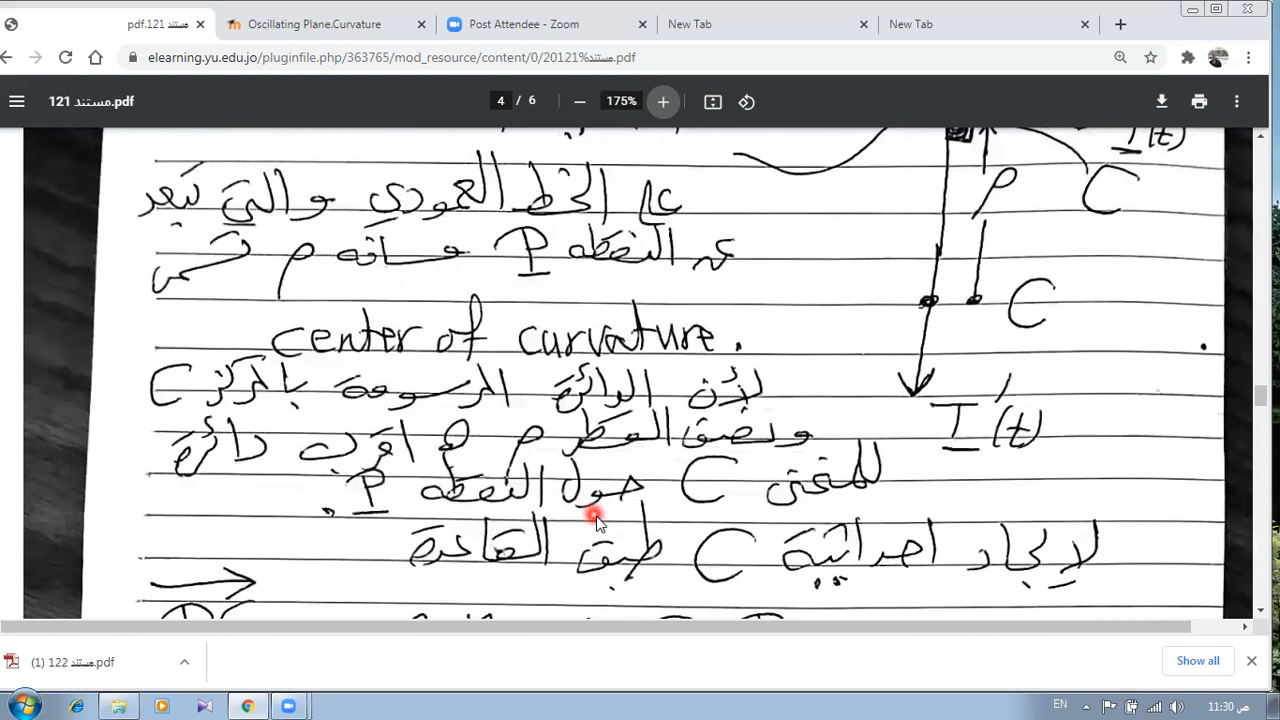 مستند 121.pdf
Oscillating Plane.Curvature
Post Attendee - Zoom
New Tab
New Tab
elearning.yu.edu.jo/pluginfile.php/363765/mod_resource/content/0/20121%مستند.pdf
121 مستند.pdf
4 / 6
175%
T(t)
على الخط العمودي والتي تبعد
ρ C
عن النقطة P مسافة ρ تسمى
C
center of curvature.
لأن الدائرة المرسومة بالمركز C
T'(t)
ونصف القطر ρ هي أقرب دائرة
للمنحنى C حول النقطة P.
لإيجاد احداثية C طبق القاعدة
مستند 122 (1).pdf
Show all
EN
11:30 ص